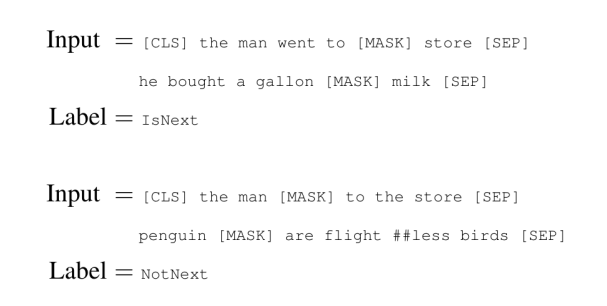 Input = [CLS] the man went to [MASK] store [SEP]
he bought a gallon [MASK] milk [SEP]
Label = IsNext
Input = [CLS] the man [MASK] to the store [SEP]
penguin [MASK] are flight ##less birds [SEP]
Label = NotNext